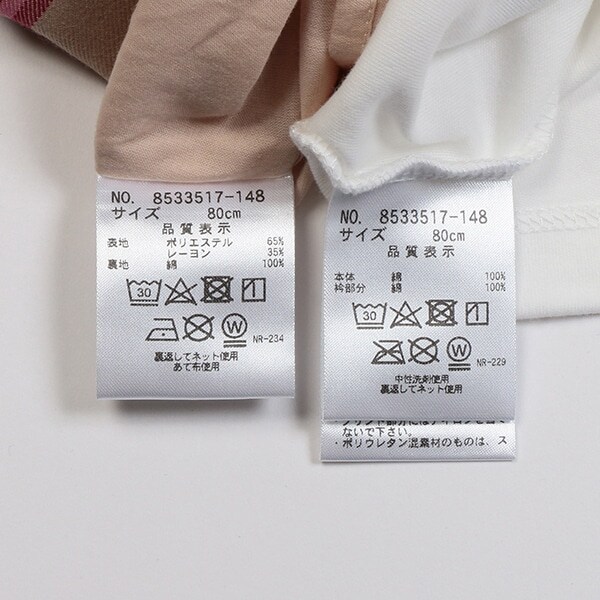 NO. 8533517-148
サイズ 80cm
品質表示
表地 ポリエステル 65%
レーヨン 35%
裏地 綿 100%
30
W
NR-234
裏返してネット使用
あて布使用
NO. 8533517-148
サイズ 80cm
品質表示
本体 綿 100%
衿部分 綿 100%
30
W
NR-229
中性洗剤使用
裏返してネット使用
ないで下さい。
・ポリウレタン混素材のものは、ス